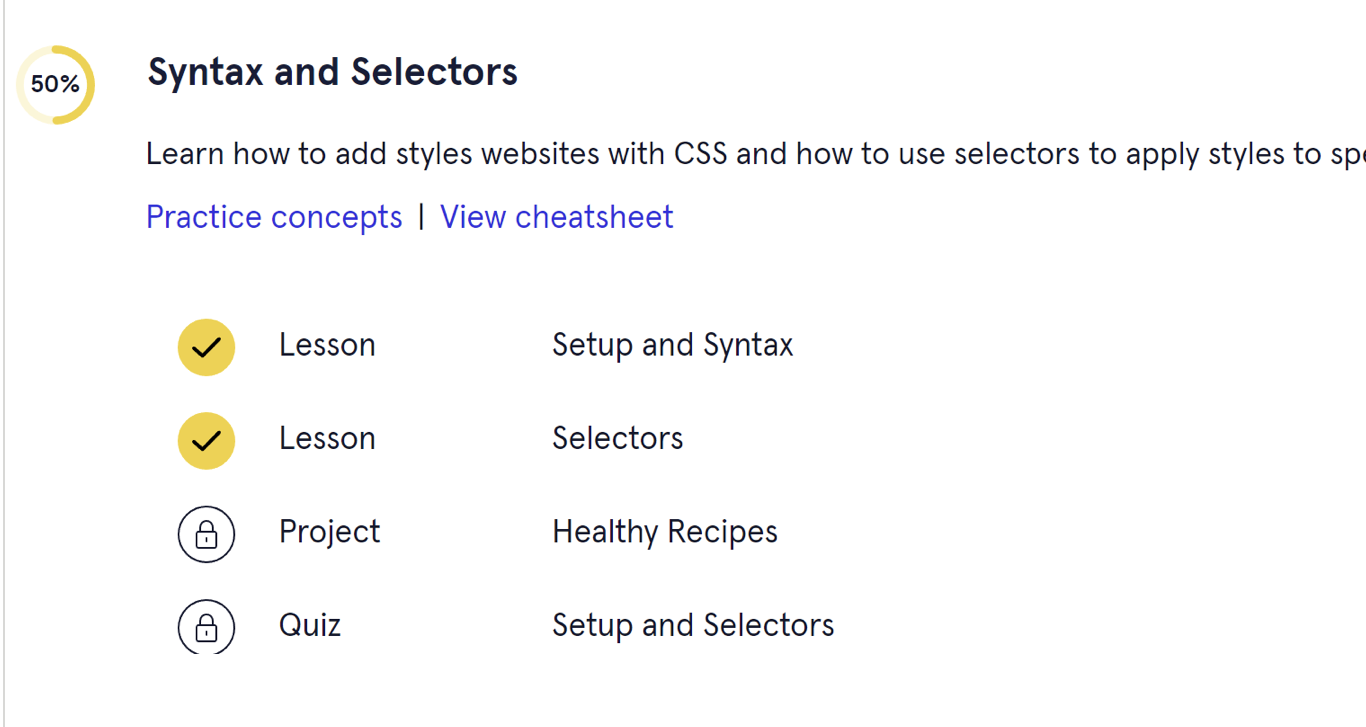 50%
Syntax and Selectors
Learn how to add styles websites with CSS and how to use selectors to apply styles to
Practice concepts | View cheatsheet
Lesson Setup and Syntax
Lesson Selectors
Project Healthy Recipes
Quiz Setup and Selectors